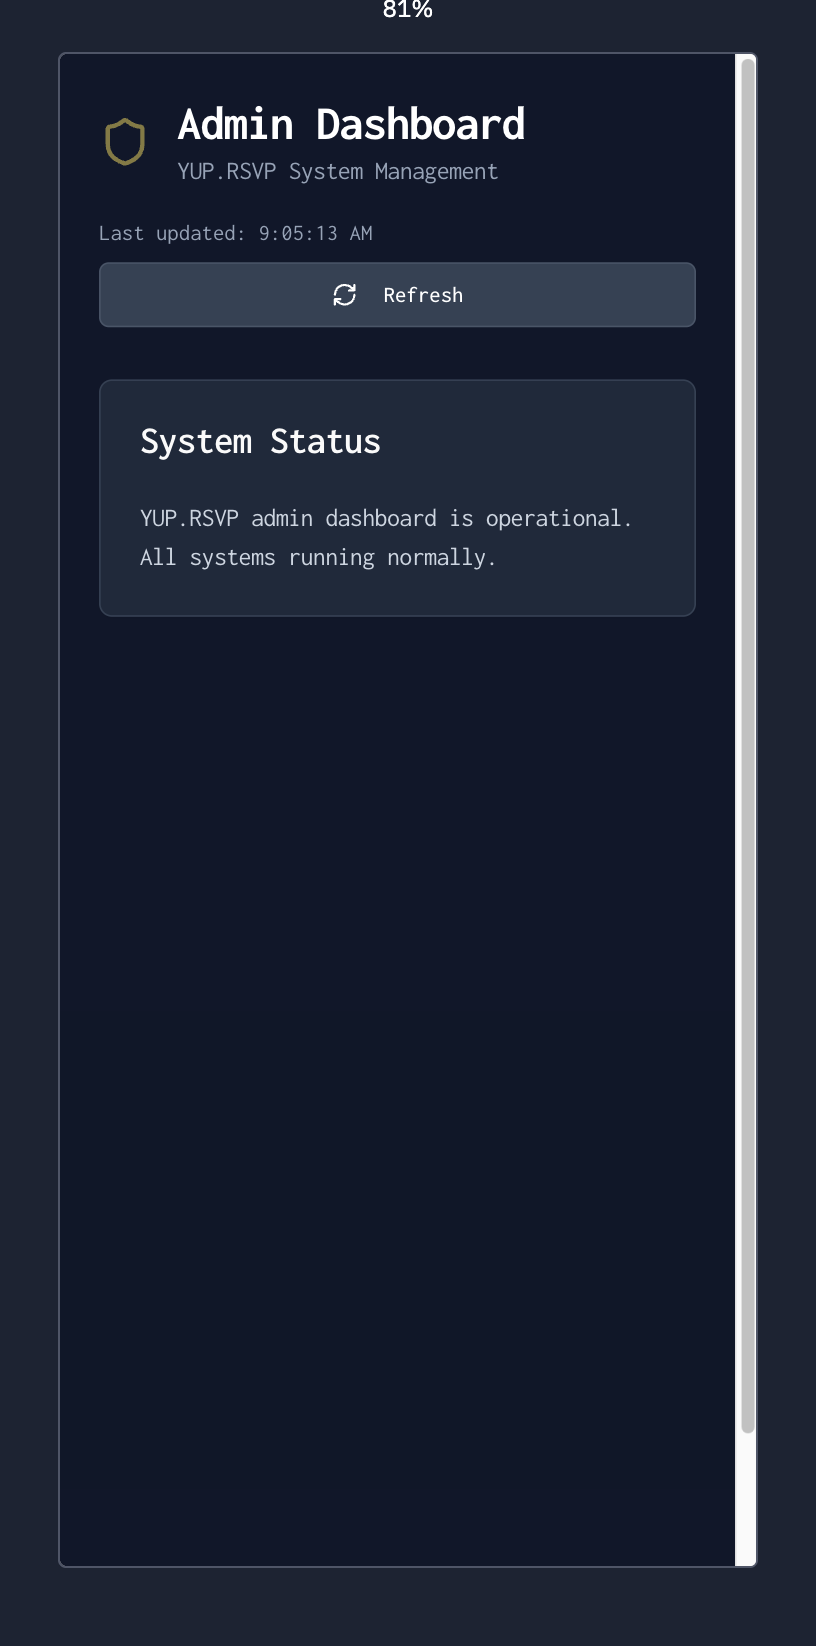 81%
Admin Dashboard
YUP.RSVP System Management
Last updated: 9:05:13 AM
Refresh
System Status
YUP.RSVP admin dashboard is operational.
All systems running normally.